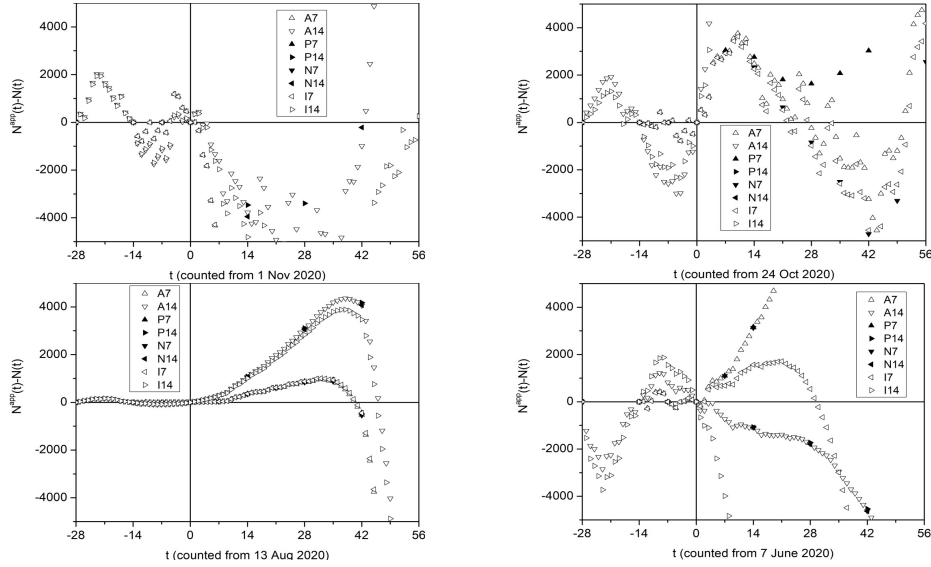 N^app(t)-N(t)
4000
2000
0
-2000
-4000
-28 -14 0 14 28 42 56
t (counted from 1 Nov 2020)
A7
A14
P7
P14
N7
N14
I7
I14
N^app(t)-N(t)
4000
2000
0
-2000
-4000
-28 -14 0 14 28 42 56
t (counted from 24 Oct 2020)
A7
A14
P7
P14
N7
N14
I7
I14
N^app(t)-N(t)
4000
2000
0
-2000
-4000
-28 -14 0 14 28 42 56
t (counted from 13 Aug 2020)
A7
A14
P7
P14
N7
N14
I7
I14
N^app(t)-N(t)
4000
2000
0
-2000
-4000
-28 -14 0 14 28 42 56
t (counted from 7 June 2020)
A7
A14
P7
P14
N7
N14
I7
I14